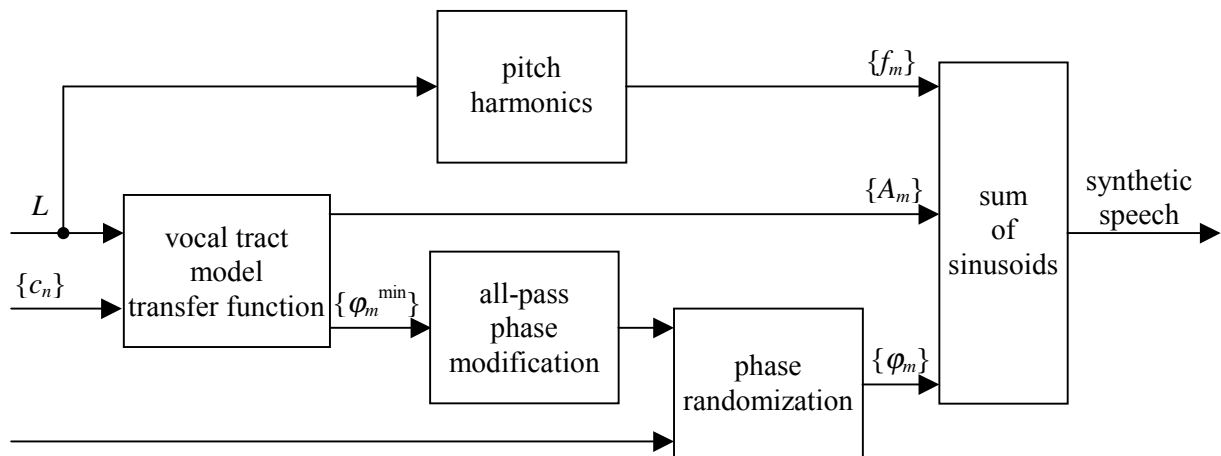 pitch
harmonics
{f_m}
L
vocal tract
model
transfer function
{c_n}
{A_m}
{φ_m^min}
all-pass
phase
modification
phase
randomization
{φ_m}
sum
of
sinusoids
synthetic
speech